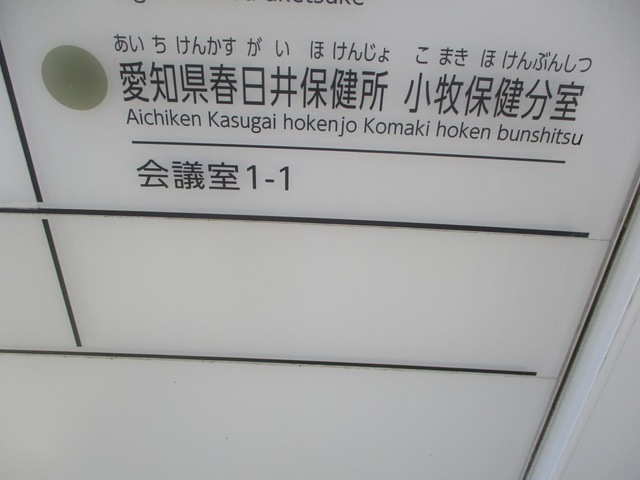 あいちけんかすがいほけんじょ こまきほけんぶんしつ
愛知県春日井保健所 小牧保健分室
Aichiken Kasugai hokenjo Komaki hoken bunshitsu
会議室1-1